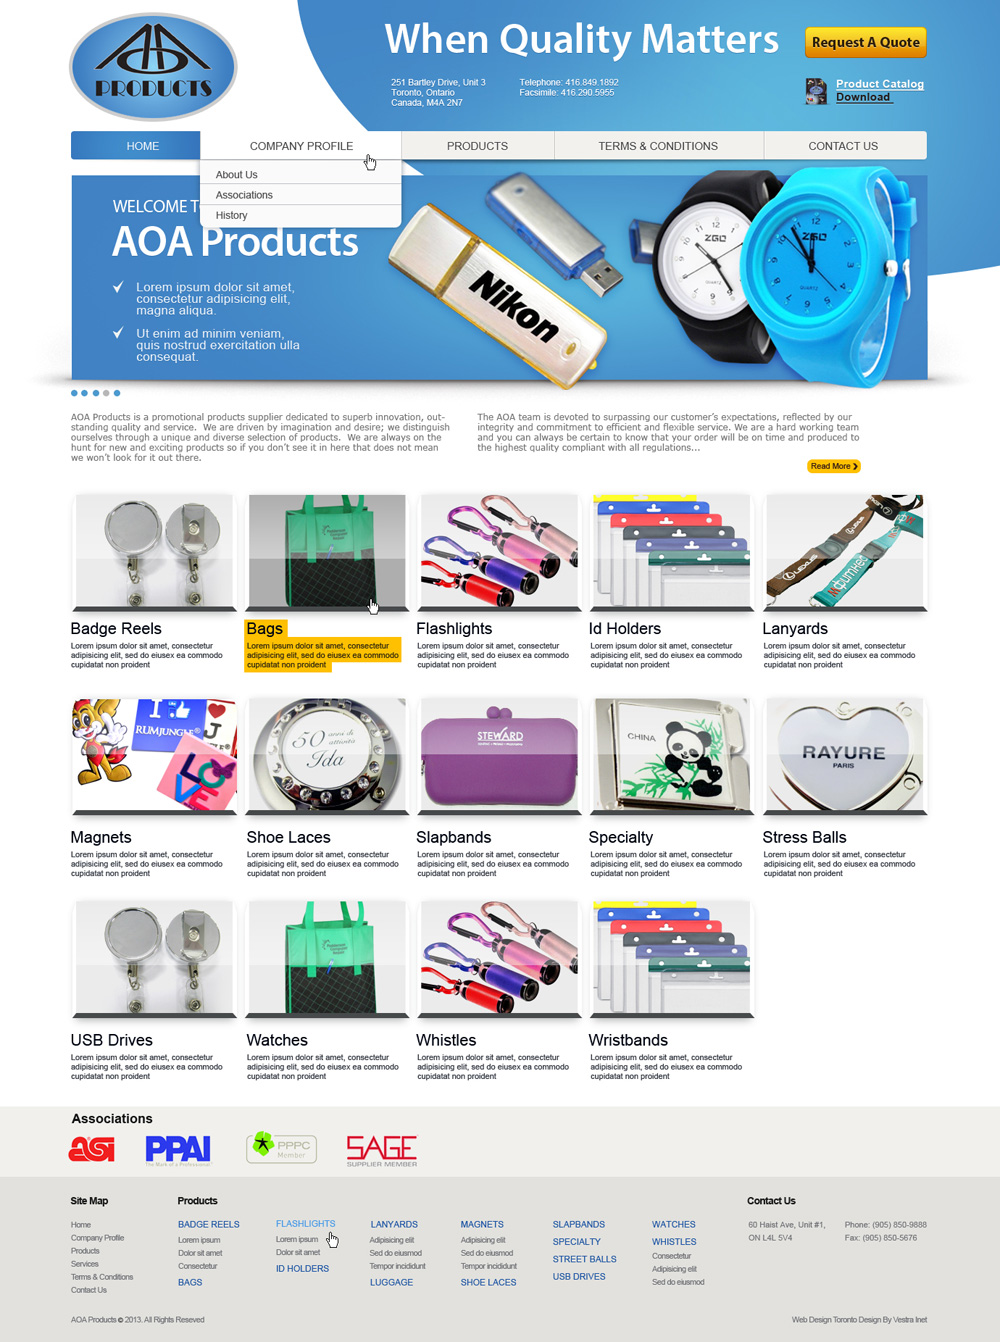 AOA
PRODUCTS
When Quality Matters
Request A Quote
251 Bartley Drive, Unit 3
Toronto, Ontario
Canada, M4A 2N7
Telephone: 416.849.1892
Facsimile: 416.290.5955
Product Catalog
Download
HOME
COMPANY PROFILE
PRODUCTS
TERMS & CONDITIONS
CONTACT US
About Us
Associations
History
WELCOME T
AOA Products
Lorem ipsum dolor sit amet,
consectetur adipisicing elit,
magna aliqua.
Ut enim ad minim veniam,
quis nostrud exercitation ulla
consequat.
Nikon
ZGO
QUARTZ
ZGO
QUARTZ
AOA Products is a promotional products supplier dedicated to superb innovation, out-
standing quality and service.  We are driven by imagination and desire; we distinguish
ourselves through a unique and diverse selection of products.  We are always on the
hunt for new and exciting products so if you don't see it in here that does not mean
we won't look for it out there.
The AOA team is devoted to surpassing our customer's expectations, reflected by our
integrity and commitment to efficient and flexible service. We are a hard working team
and you can always be certain to know that your order will be on time and produced to
the highest quality compliant with all regulations...
Read More
LEXUS
LEXUS
Badge Reels
Bags
Flashlights
Id Holders
Lanyards
Lorem ipsum dolor sit amet, consectetur
adipisicing elit, sed do eiusex ea commodo
cupidatat non proident
Lorem ipsum dolor sit amet, consectetur
adipisicing elit, sed do eiusex ea commodo
cupidatat non proident
Lorem ipsum dolor sit amet, consectetur
adipisicing elit, sed do eiusex ea commodo
cupidatat non proident
Lorem ipsum dolor sit amet, consectetur
adipisicing elit, sed do eiusex ea commodo
cupidatat non proident
Lorem ipsum dolor sit amet, consectetur
adipisicing elit, sed do eiusex ea commodo
cupidatat non proident
I
RUMJUNGLE
I
J
LOVE
50 anni di
attività
Ida
STEWARD
CHINA
RAYURE
PARIS
Magnets
Shoe Laces
Slapbands
Specialty
Stress Balls
Lorem ipsum dolor sit amet, consectetur
adipisicing elit, sed do eiusex ea commodo
cupidatat non proident
Lorem ipsum dolor sit amet, consectetur
adipisicing elit, sed do eiusex ea commodo
cupidatat non proident
Lorem ipsum dolor sit amet, consectetur
adipisicing elit, sed do eiusex ea commodo
cupidatat non proident
Lorem ipsum dolor sit amet, consectetur
adipisicing elit, sed do eiusex ea commodo
cupidatat non proident
Lorem ipsum dolor sit amet, consectetur
adipisicing elit, sed do eiusex ea commodo
cupidatat non proident
USB Drives
Watches
Whistles
Wristbands
Lorem ipsum dolor sit amet, consectetur
adipisicing elit, sed do eiusex ea commodo
cupidatat non proident
Lorem ipsum dolor sit amet, consectetur
adipisicing elit, sed do eiusex ea commodo
cupidatat non proident
Lorem ipsum dolor sit amet, consectetur
adipisicing elit, sed do eiusex ea commodo
cupidatat non proident
Lorem ipsum dolor sit amet, consectetur
adipisicing elit, sed do eiusex ea commodo
cupidatat non proident
Associations
asi
PPAI
The Mark of a Professional
PPPC
Member
SAGE
SUPPLIER MEMBER
Site Map
Home
Company Profile
Products
Services
Terms & Conditions
Contact Us
Products
BADGE REELS
Lorem ipsum
Dolor sit amet
Consectetur
BAGS
FLASHLIGHTS
Lorem ipsum
Dolor sit amet
ID HOLDERS
LANYARDS
Adipisicing elit
Sed do eiusmod
Tempor incididunt
LUGGAGE
MAGNETS
Adipisicing elit
Sed do eiusmod
Tempor incididunt
SHOE LACES
SLAPBANDS
SPECIALTY
STREET BALLS
USB DRIVES
WATCHES
WHISTLES
Consectetur
Adipisicing elit
Sed do eiusmod
Contact Us
60 Haist Ave, Unit #1,
ON L4L 5V4
Phone: (905) 850-9888
Fax: (905) 850-5676
AOA Products © 2013. All Rights Reseved
Web Design Toronto Design By Vestra Inet